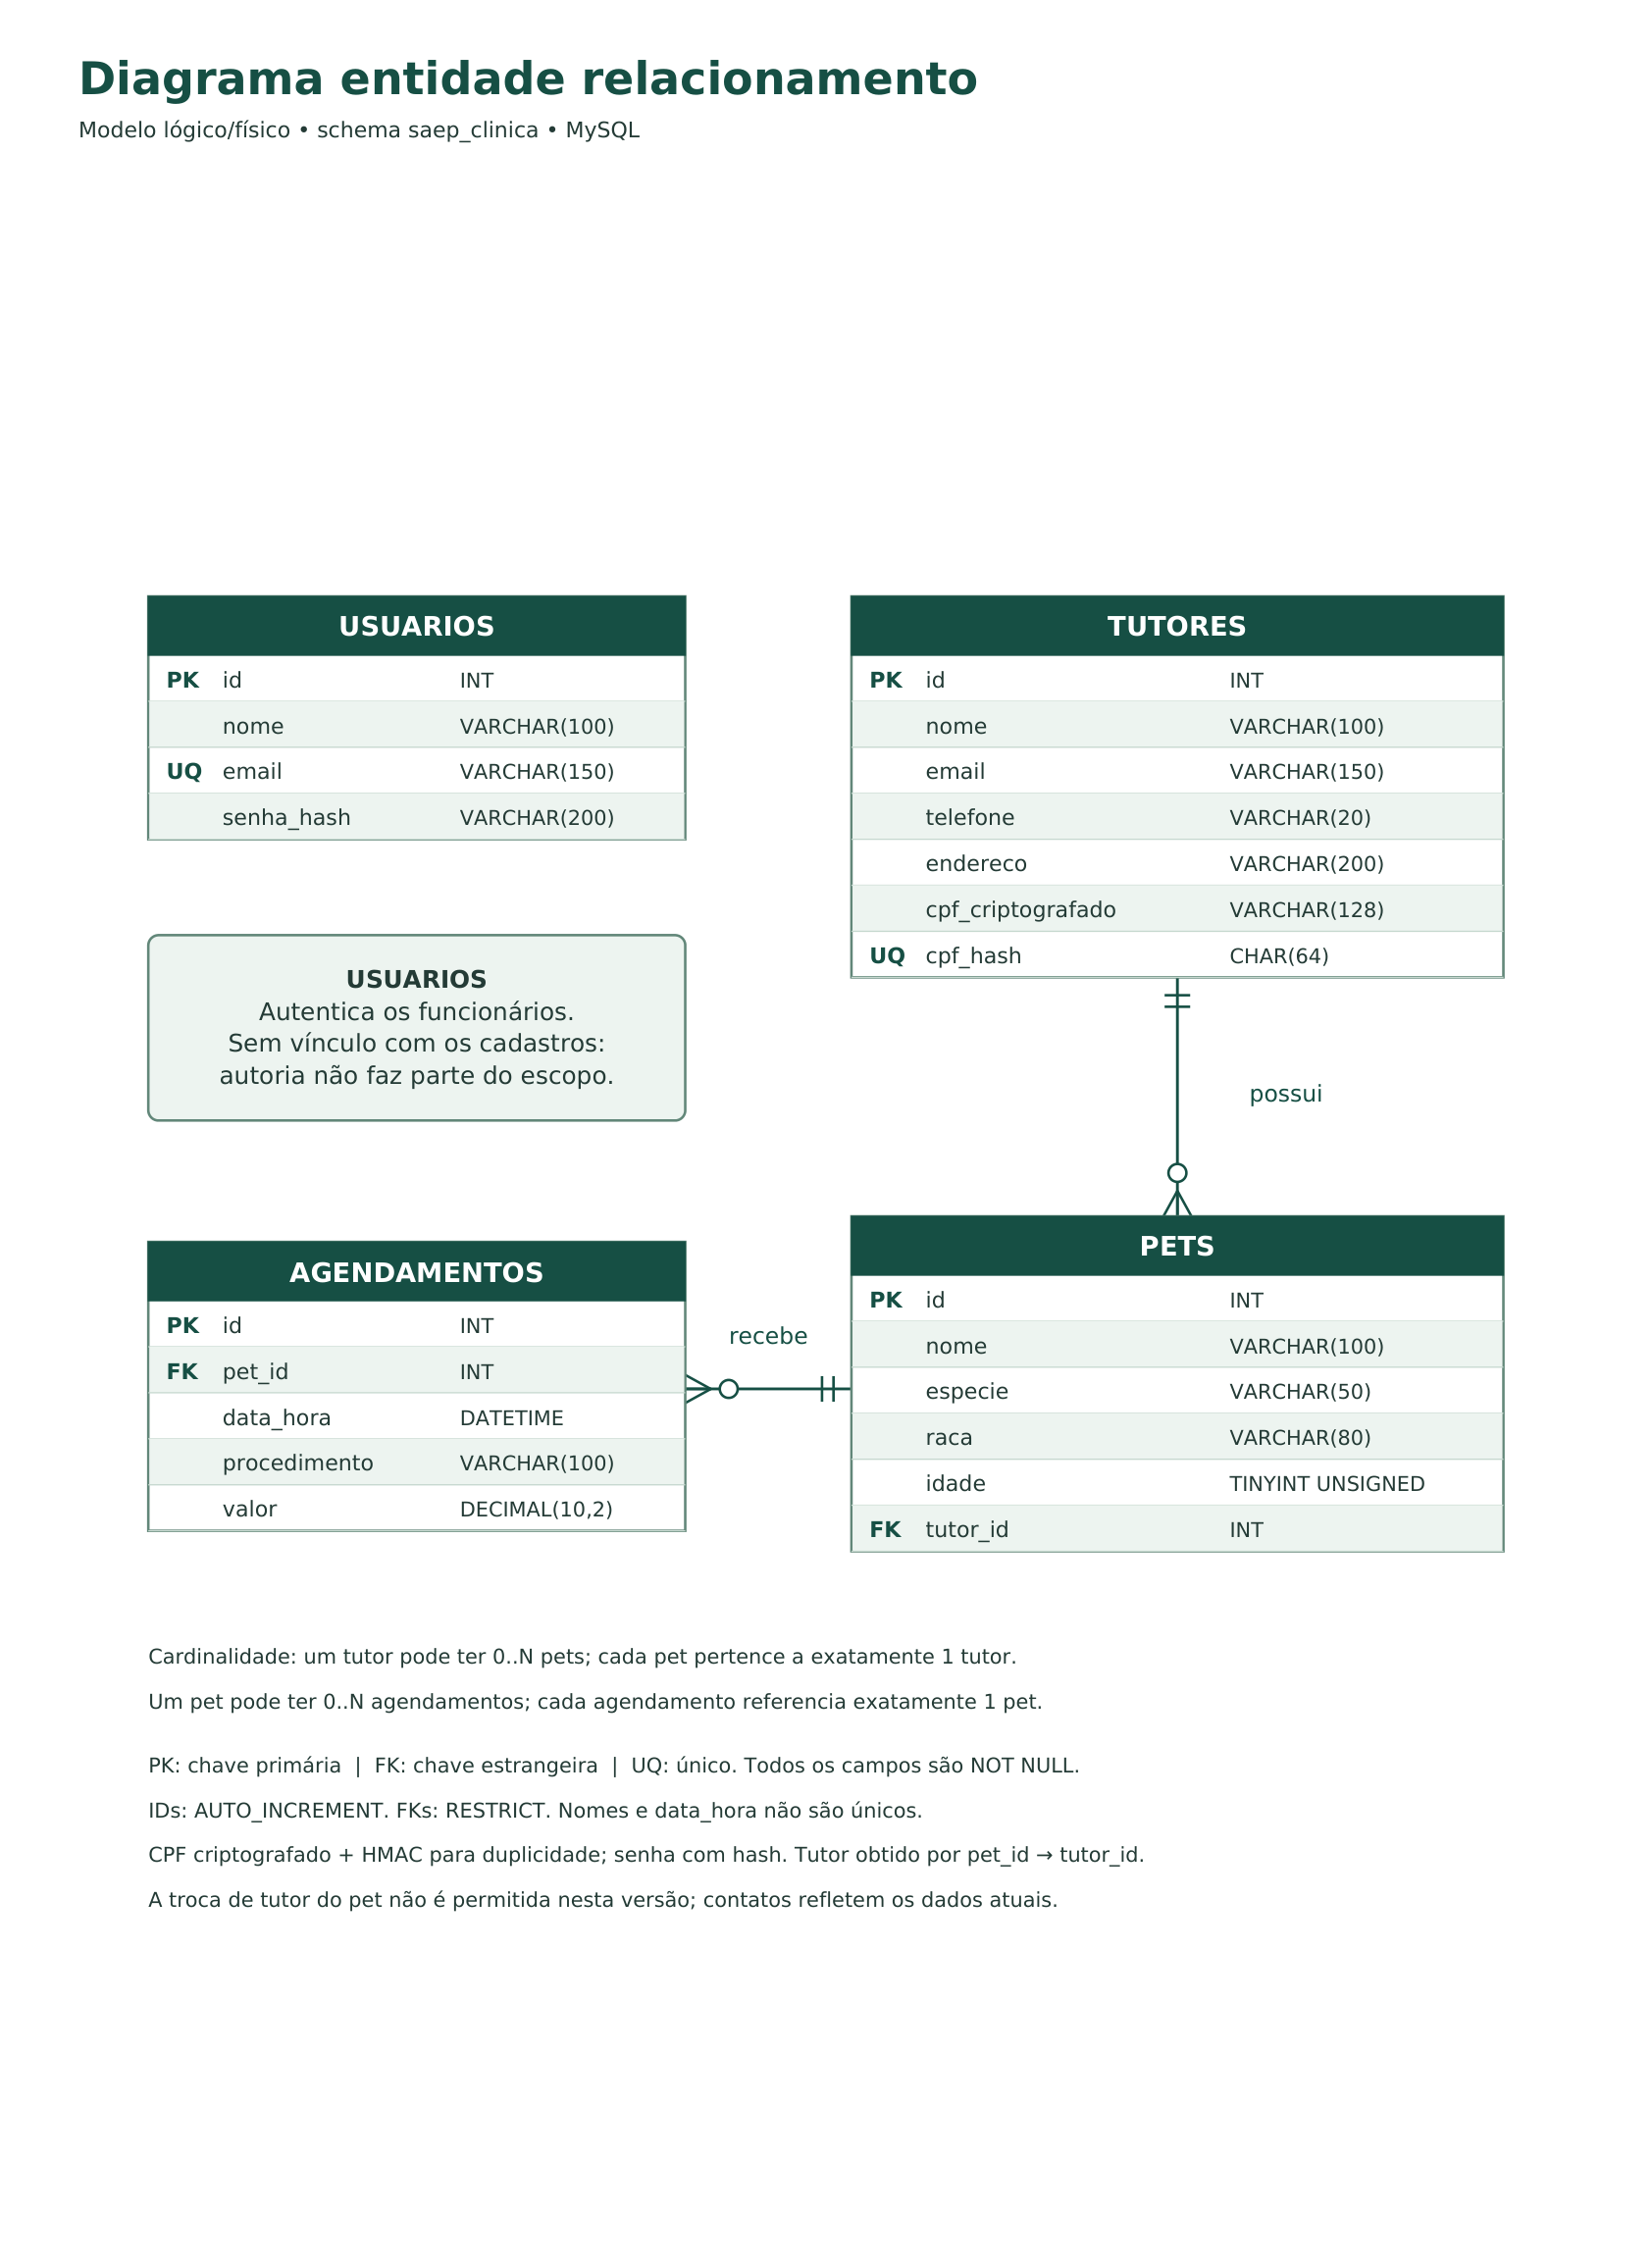 Diagrama entidade relacionamento
Modelo lógico/físico • schema saep_clinica • MySQL
USUARIOS
PK id INT
nome VARCHAR(100)
UQ email VARCHAR(150)
senha_hash VARCHAR(200)
TUTORES
PK id INT
nome VARCHAR(100)
email VARCHAR(150)
telefone VARCHAR(20)
endereco VARCHAR(200)
cpf_criptografado VARCHAR(128)
UQ cpf_hash CHAR(64)
USUARIOS
Autentica os funcionários.
Sem vínculo com os cadastros:
autoria não faz parte do escopo.
possui
AGENDAMENTOS
PK id INT
FK pet_id INT
data_hora DATETIME
procedimento VARCHAR(100)
valor DECIMAL(10,2)
recebe
PETS
PK id INT
nome VARCHAR(100)
especie VARCHAR(50)
raca VARCHAR(80)
idade TINYINT UNSIGNED
FK tutor_id INT
Cardinalidade: um tutor pode ter 0..N pets; cada pet pertence a exatamente 1 tutor.
Um pet pode ter 0..N agendamentos; cada agendamento referencia exatamente 1 pet.
PK: chave primária | FK: chave estrangeira | UQ: único. Todos os campos são NOT NULL.
IDs: AUTO_INCREMENT. FKs: RESTRICT. Nomes e data_hora não são únicos.
CPF criptografado + HMAC para duplicidade; senha com hash. Tutor obtido por pet_id → tutor_id.
A troca de tutor do pet não é permitida nesta versão; contatos refletem os dados atuais.